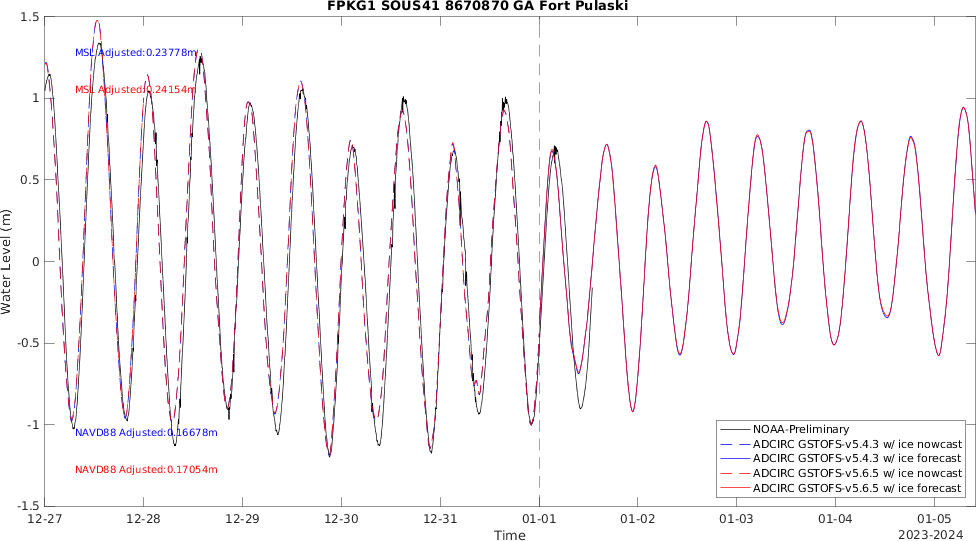 FPKG1 SOUS41 8670870 GA Fort Pulaski
1.5
1
0.5
0
-0.5
-1
-1.5
Water Level (m)
MSL Adjusted:0.23778m
MSL Adjusted:0.24154m
NAVD88 Adjusted:0.16678m
NAVD88 Adjusted:0.17054m
NOAA-Preliminary
ADCIRC GSTOFS-v5.4.3 w/ ice nowcast
ADCIRC GSTOFS-v5.4.3 w/ ice forecast
ADCIRC GSTOFS-v5.6.5 w/ ice nowcast
ADCIRC GSTOFS-v5.6.5 w/ ice forecast
12-27 12-28 12-29 12-30 12-31 01-01 01-02 01-03 01-04 01-05
Time
2023-2024